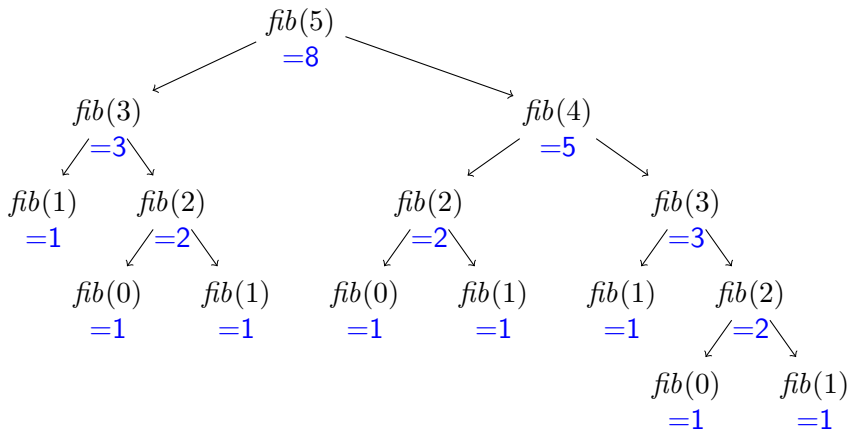 fib(5)
=8
fib(3) fib(4)
=3 =5
fib(1) fib(2) fib(2) fib(3)
=1 =2 =2 =3
fib(0) fib(1) fib(0) fib(1) fib(1) fib(2)
=1 =1 =1 =1 =1 =2
fib(0) fib(1)
=1 =1